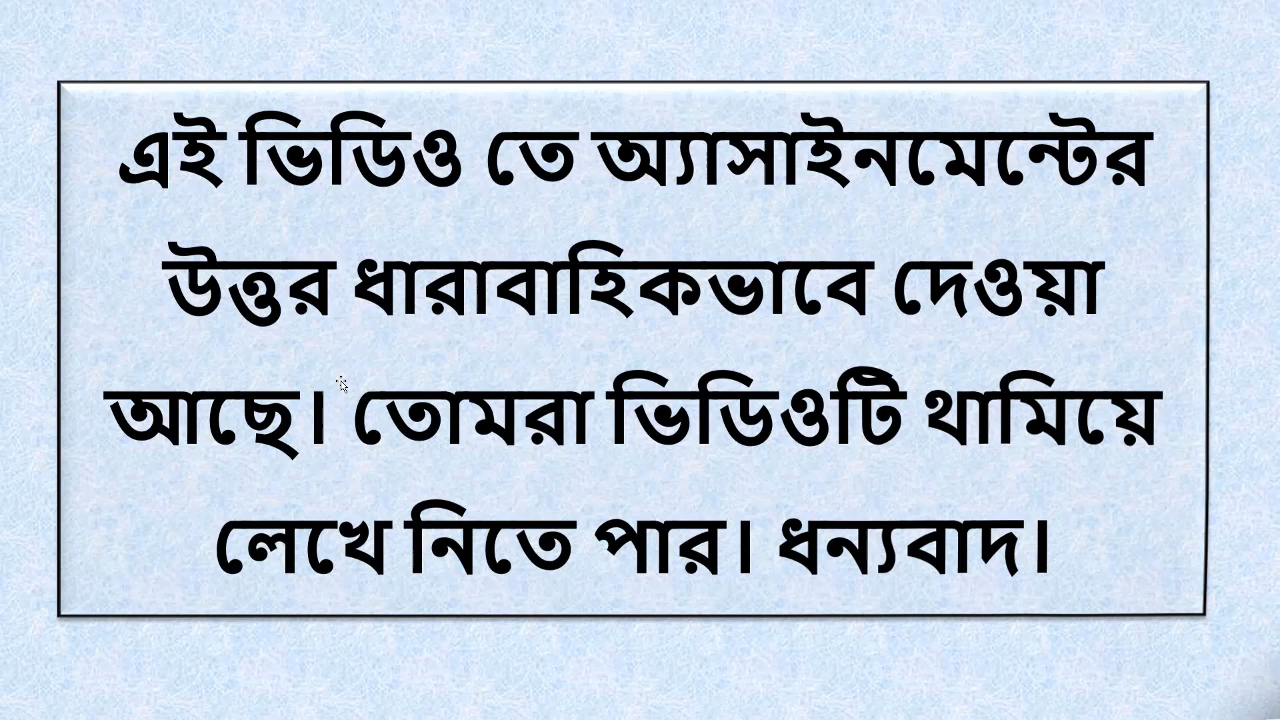 এই ভিডিও তে অ্যাসাইনমেন্টের
উত্তর ধারাবাহিকভাবে দেওয়া
আছে। তোমরা ভিডিওটি থামিয়ে
লেখে নিতে পার। ধন্যবাদ।